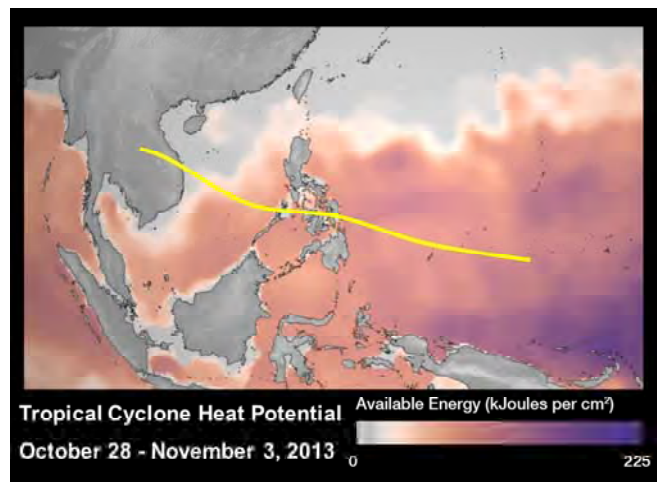 Tropical Cyclone Heat Potential
October 28 - November 3, 2013
Available Energy (kJoules per cm²)
0 225